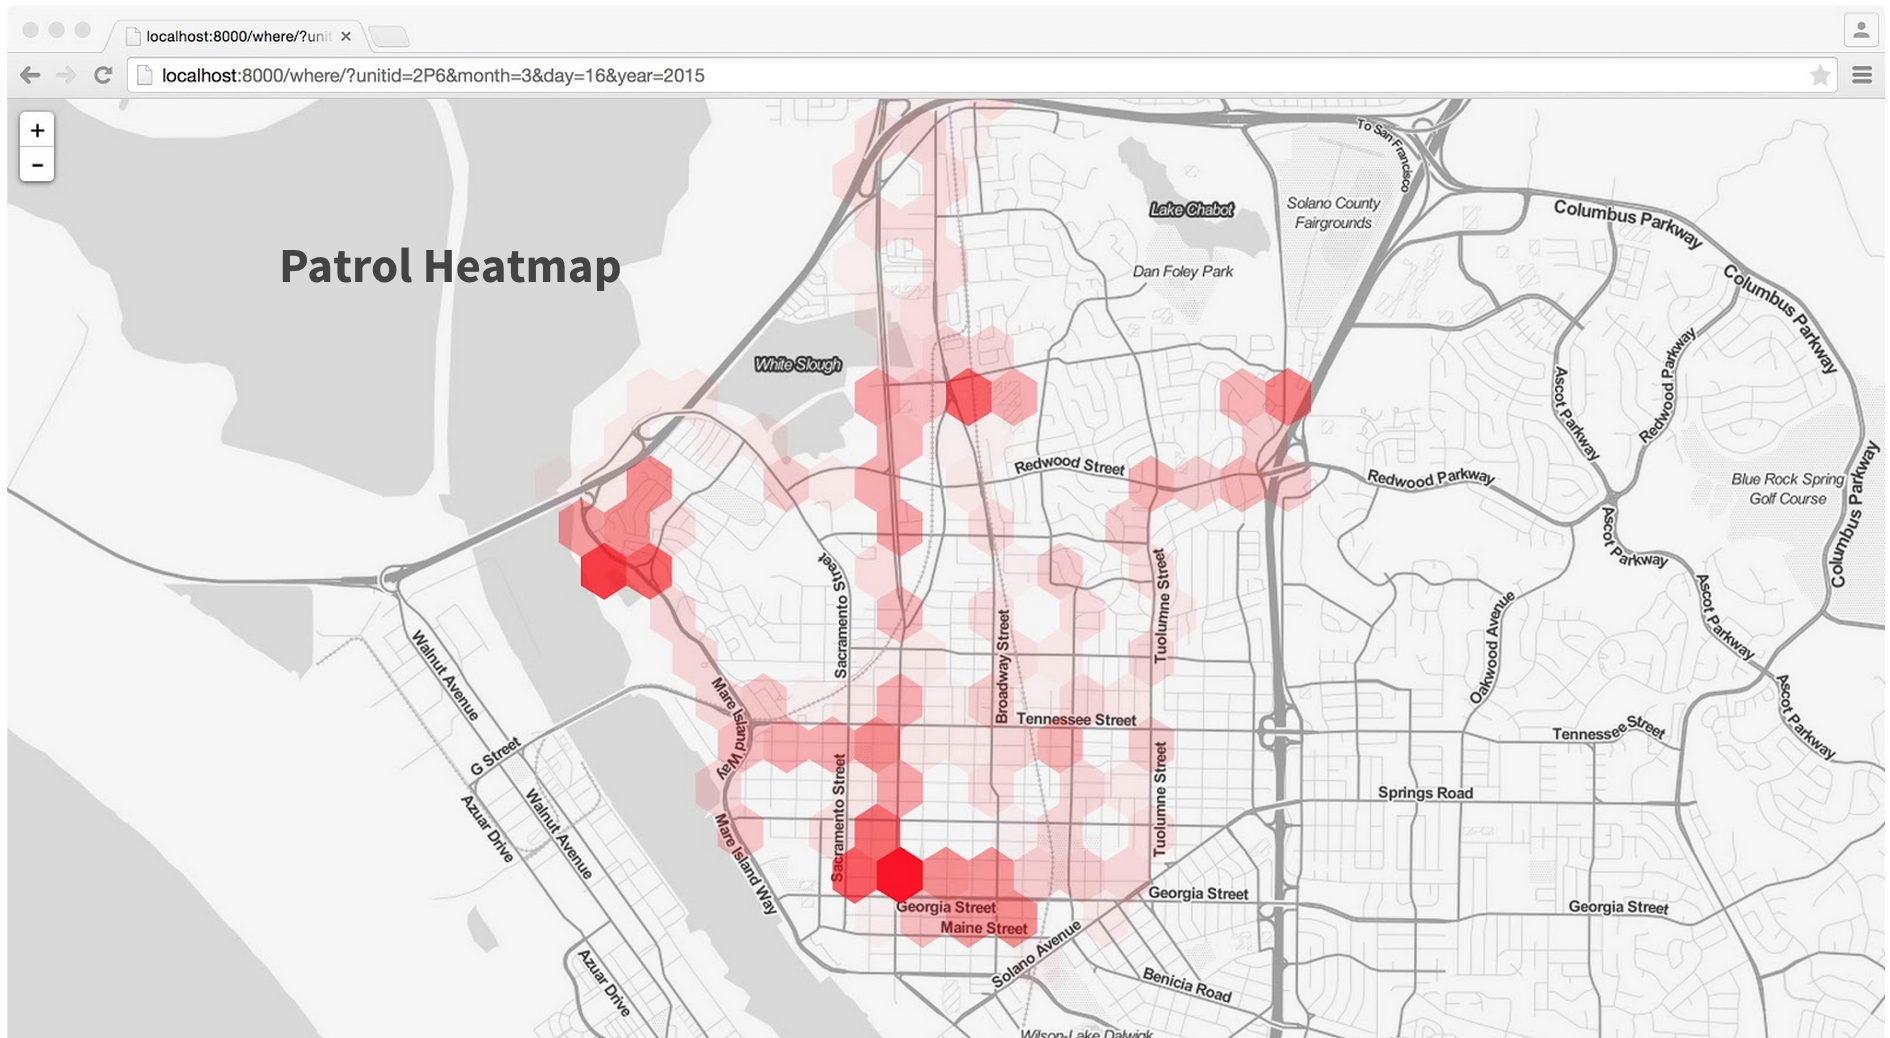 localhost:8000/where/?unit
localhost:8000/where/?unitid=2P6&month=3&day=16&year=2015
+
-
Patrol Heatmap
To San Francisco
Lake Chabot
Solano County
Fairgrounds
Columbus Parkway
Dan Foley Park
Columbus Parkway
White Slough
Redwood Parkway
Ascot Parkway
Redwood Street
Redwood Parkway
Blue Rock Spring
Golf Course
Columbus Parkway
Ascot Parkway
Sacramento Street
Tuolumne Street
Ascot Parkway
Oakwood Avenue
Walnut Avenue
Broadway Street
Mare Island Way
Ascot Parkway
Tennessee Street
Tennessee Street
G Street
Sacramento Street
Tuolumne Street
Springs Road
Azuar Drive
Walnut Avenue
Mare Island Way
Georgia Street
Georgia Street
Georgia Street
Maine Street
Solano Avenue
Azuar Drive
Benicia Road
Wilson-Lake Dalwigk